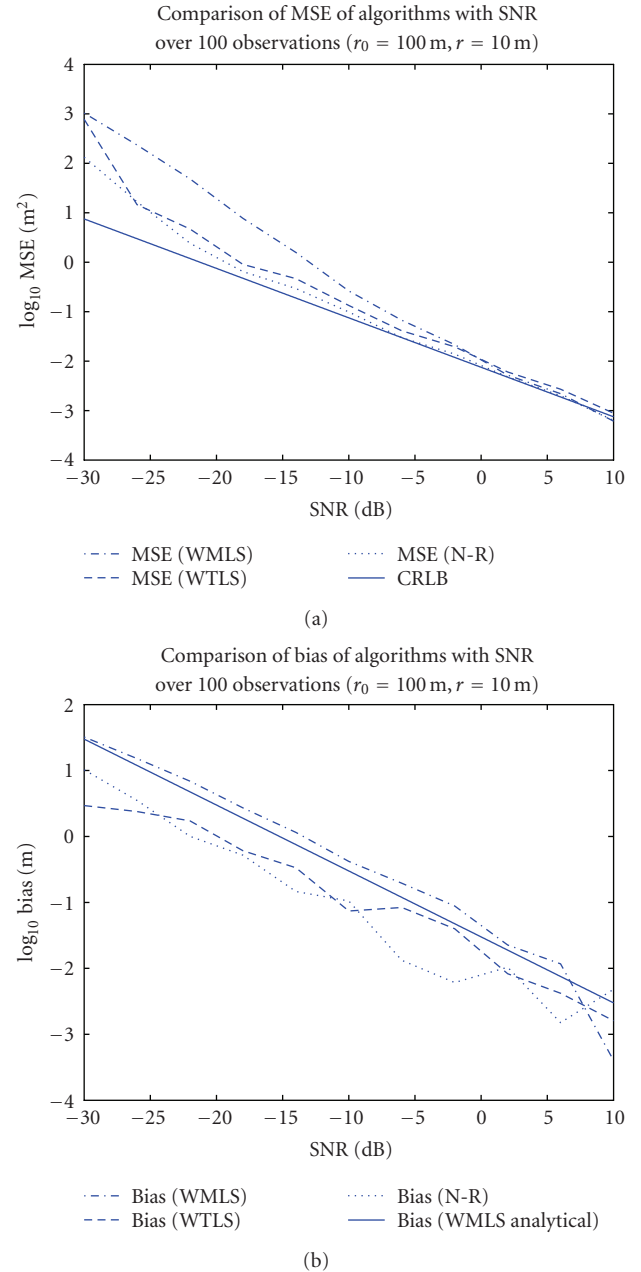 Comparison of MSE of algorithms with SNR
over 100 observations (r₀ = 100 m, r = 10 m)
4
3
2
1
0
−1
−2
−3
−4
log₁₀ MSE (m²)
−30 −25 −20 −15 −10 −5 0 5 10
SNR (dB)
MSE (WMLS) MSE (N-R)
MSE (WTLS) CRLB
(a)
Comparison of bias of algorithms with SNR
over 100 observations (r₀ = 100 m, r = 10 m)
2
1
0
−1
−2
−3
−4
log₁₀ bias (m)
−30 −25 −20 −15 −10 −5 0 5 10
SNR (dB)
Bias (WMLS) Bias (N-R)
Bias (WTLS) Bias (WMLS analytical)
(b)